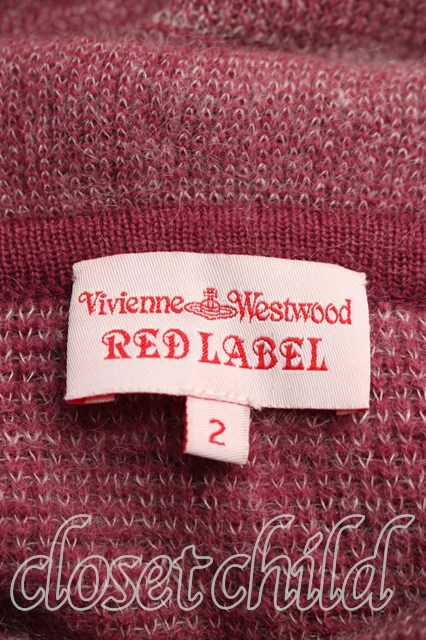 Vivienne Westwood
RED LABEL
2
closet child